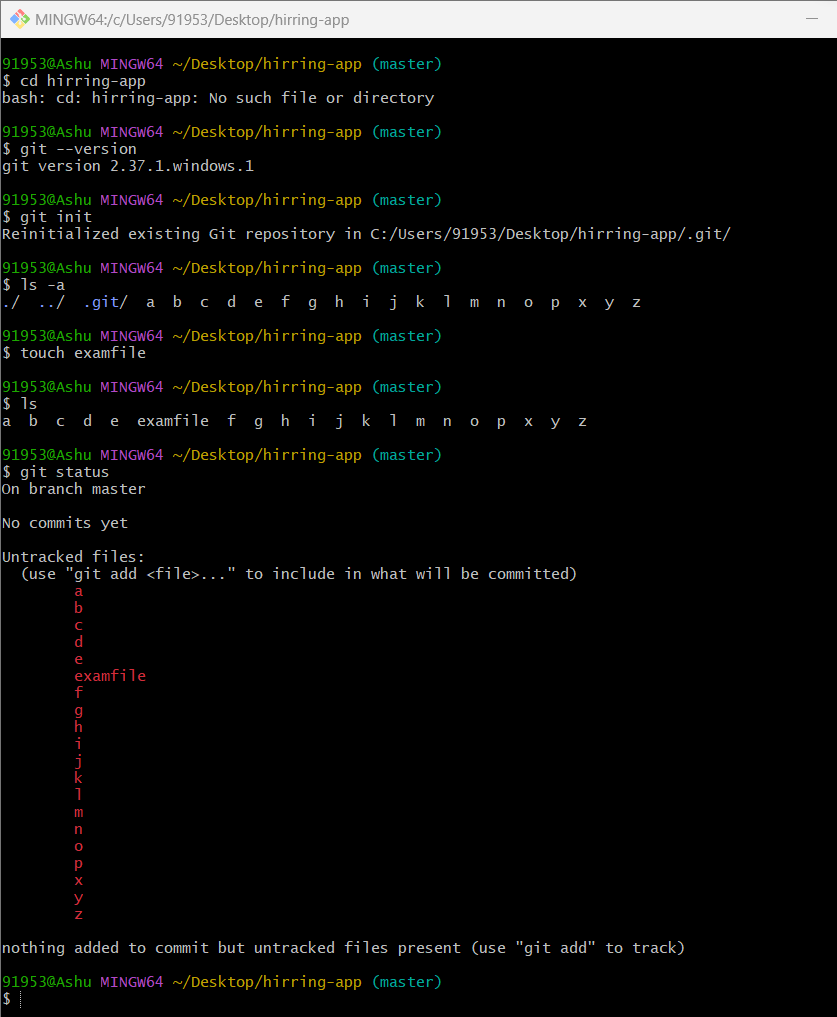 MINGW64:/c/Users/91953/Desktop/hirring-app
91953@Ashu MINGW64 ~/Desktop/hirring-app (master)
$ cd hirring-app
bash: cd: hirring-app: No such file or directory
91953@Ashu MINGW64 ~/Desktop/hirring-app (master)
$ git --version
git version 2.37.1.windows.1
91953@Ashu MINGW64 ~/Desktop/hirring-app (master)
$ git init
Reinitialized existing Git repository in C:/Users/91953/Desktop/hirring-app/.git/
91953@Ashu MINGW64 ~/Desktop/hirring-app (master)
$ ls -a
./  ../  .git/  a  b  c  d  e  f  g  h  i  j  k  l  m  n  o  p  x  y  z
91953@Ashu MINGW64 ~/Desktop/hirring-app (master)
$ touch examfile
91953@Ashu MINGW64 ~/Desktop/hirring-app (master)
$ ls
a  b  c  d  e  examfile  f  g  h  i  j  k  l  m  n  o  p  x  y  z
91953@Ashu MINGW64 ~/Desktop/hirring-app (master)
$ git status
On branch master
No commits yet
Untracked files:
  (use "git add <file>..." to include in what will be committed)
a
b
c
d
e
examfile
f
g
h
i
j
k
l
m
n
o
p
x
y
z
nothing added to commit but untracked files present (use "git add" to track)
91953@Ashu MINGW64 ~/Desktop/hirring-app (master)
$